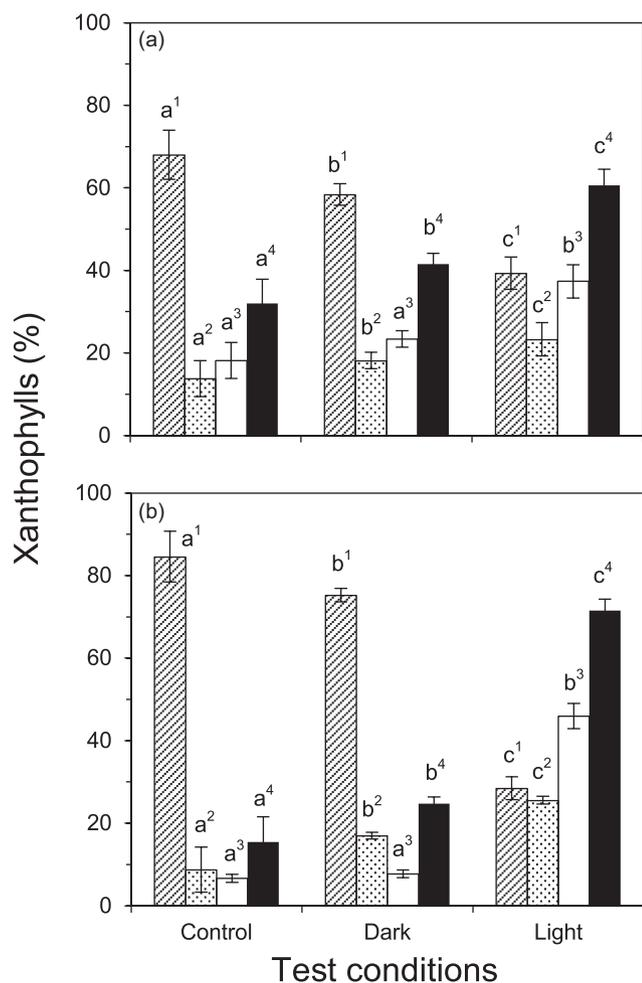 Xanthophylls (%)
(a)
100
80
60
40
20
0
a¹
a²
a³
a⁴
b¹
b²
a³
b⁴
c¹
c²
b³
c⁴
(b)
100
80
60
40
20
0
a¹
a²
a³
a⁴
b¹
b²
a³
b⁴
c¹
c²
b³
c⁴
Control Dark Light
Test conditions